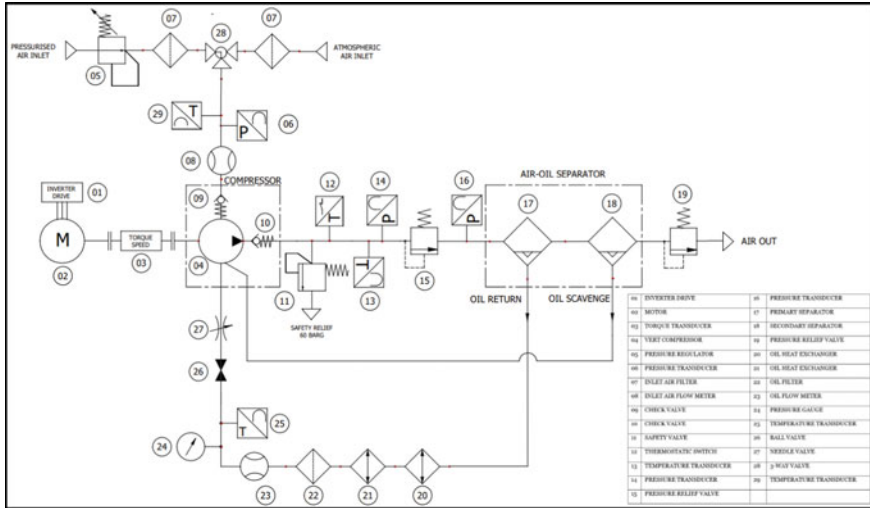 07
28
07
PRESSURISED
AIR INLET
ATMOSPHERIC
AIR INLET
05
29
T
P
06
08
COMPRESSOR
AIR-OIL SEPARATOR
INVERTER
DRIVE
01
09
12
14
16
17
18
19
T
P
P
10
M
TORQUE
SPEED
AIR OUT
02
03
04
11
T
13
15
SAFETY RELIEF
60 BARG
OIL RETURN
OIL SCAVENGE
27
26
T
25
24
23
22
21
20
01 INVERTER DRIVE 16 PRESSURE TRANSDUCER
02 MOTOR 17 PRIMARY SEPARATOR
03 TORQUE TRANSDUCER 18 SECONDARY SEPARATOR
04 VERT COMPRESSOR 19 PRESSURE RELIEF VALVE
05 PRESSURE REGULATOR 20 OIL HEAT EXCHANGER
06 PRESSURE TRANSDUCER 21 OIL HEAT EXCHANGER
07 INLET AIR FILTER 22 OIL FILTER
08 INLET AIR FLOW METER 23 OIL FLOW METER
09 CHECK VALVE 24 PRESSURE GAUGE
10 CHECK VALVE 25 TEMPERATURE TRANSDUCER
11 SAFETY VALVE 26 BALL VALVE
12 THERMOSTATIC SWITCH 27 NEEDLE VALVE
13 TEMPERATURE TRANSDUCER 28 3-WAY VALVE
14 PRESSURE TRANSDUCER 29 TEMPERATURE TRANSDUCER
15 PRESSURE RELIEF VALVE